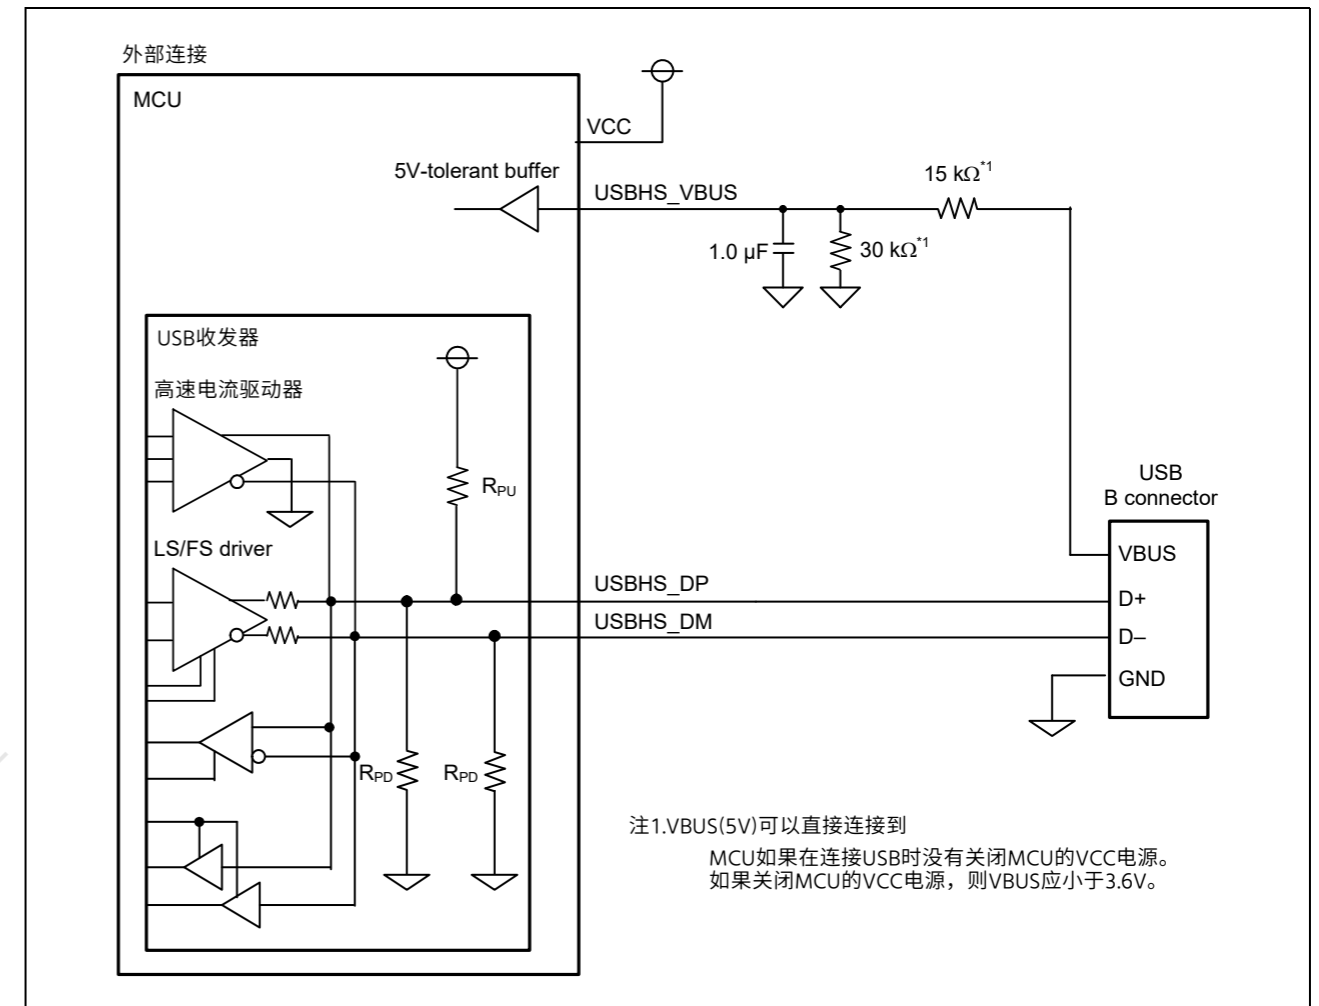 外部连接
MCU
VCC
5V-tolerant buffer
USBHS_VBUS
15 kΩ*1
1.0 µF
30 kΩ*1
USB收发器
高速电流驱动器
RPU
LS/FS driver
USBHS_DP
USBHS_DM
RPD
RPD
USB
B connector
VBUS
D+
D–
GND
注1.VBUS(5V)可以直接连接到
MCU如果在连接USB时没有关闭MCU的VCC电源。
如果关闭MCU的VCC电源，则VBUS应小于3.6V。